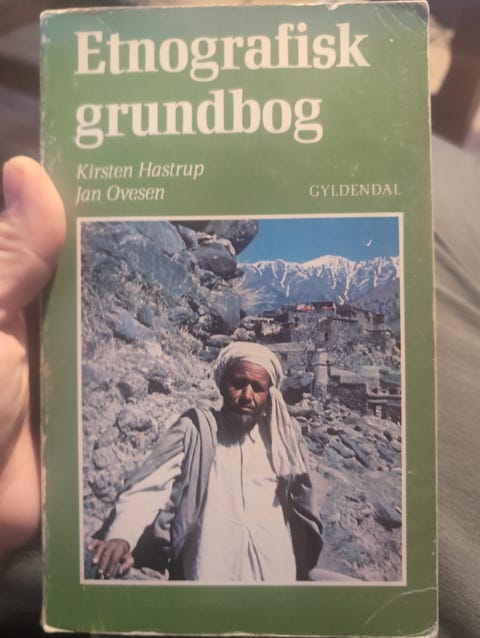 Etnografisk
grundbog
Kirsten Hastrup
Jan Ovesen
GYLDENDAL